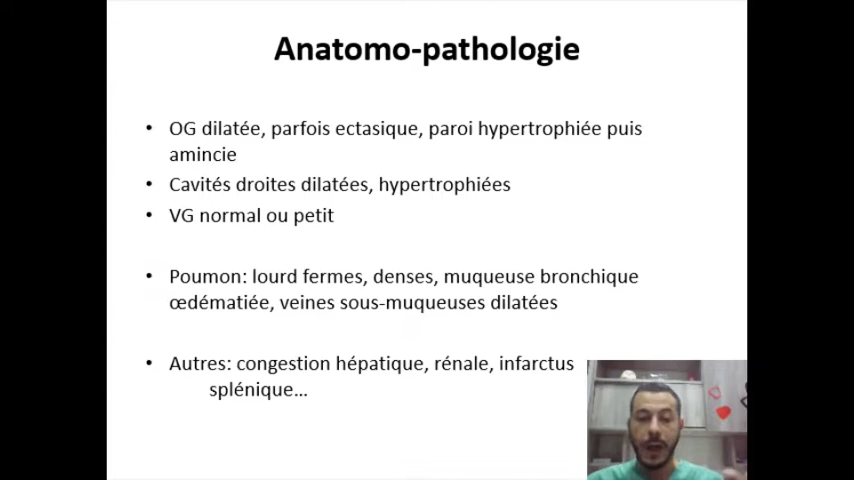 Anatomo-pathologie
• OG dilatée, parfois ectasique, paroi hypertrophiée puis
amincie
• Cavités droites dilatées, hypertrophiées
• VG normal ou petit
• Poumon: lourd fermes, denses, muqueuse bronchique
œdématiée, veines sous-muqueuses dilatées
• Autres: congestion hépatique, rénale, infarctus
splénique…